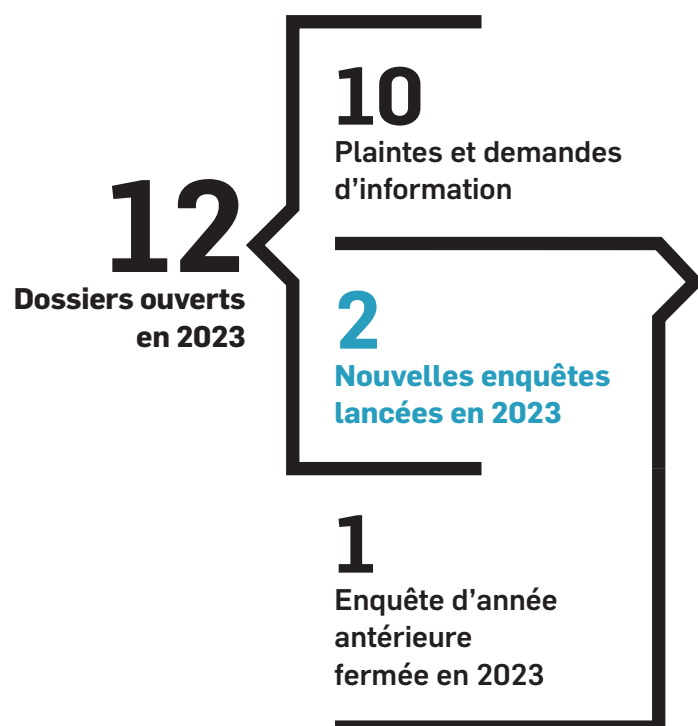 12
Dossiers ouverts
en 2023
10
Plaintes et demandes
d’information
2
Nouvelles enquêtes
lancées en 2023
1
Enquête d’année
antérieure
fermée en 2023